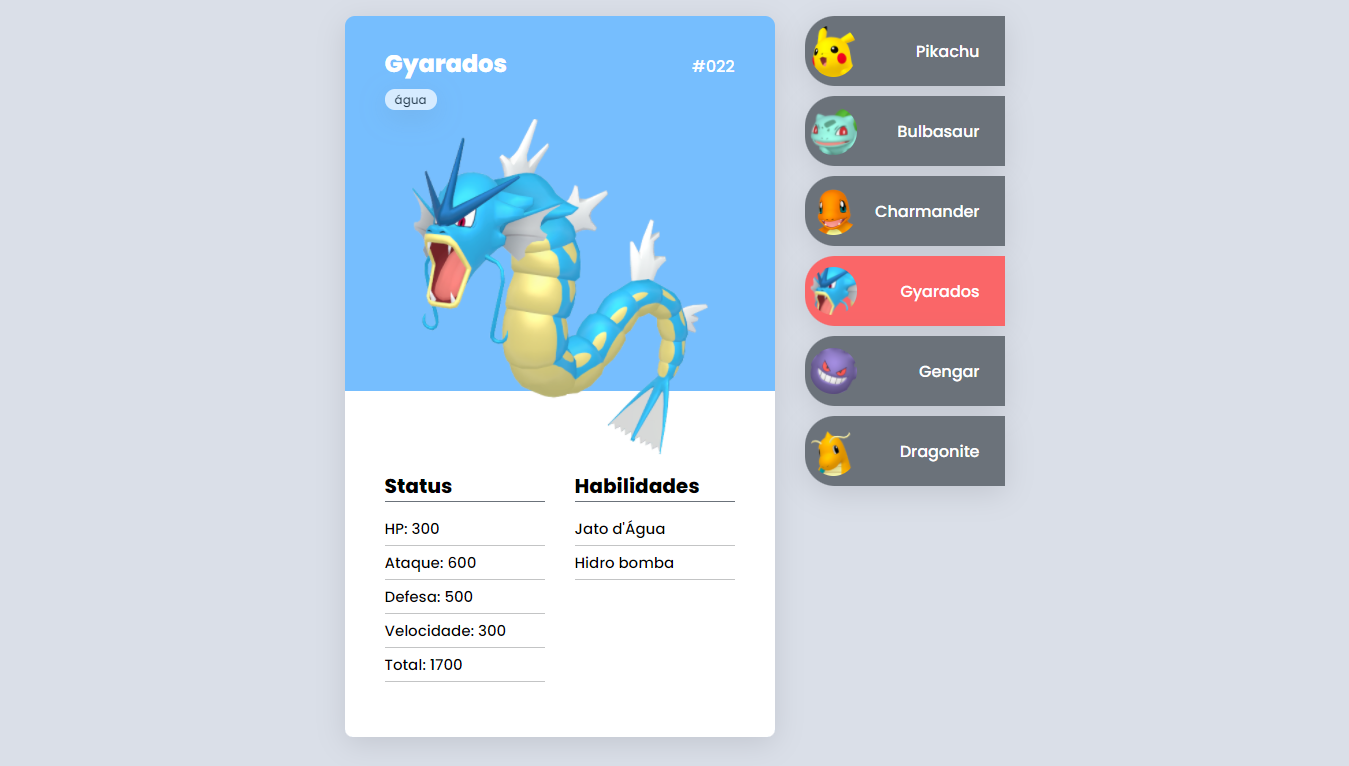 Gyarados
#022
água
Status
HP: 300
Ataque: 600
Defesa: 500
Velocidade: 300
Total: 1700
Habilidades
Jato d'Água
Hidro bomba
Pikachu
Bulbasaur
Charmander
Gyarados
Gengar
Dragonite